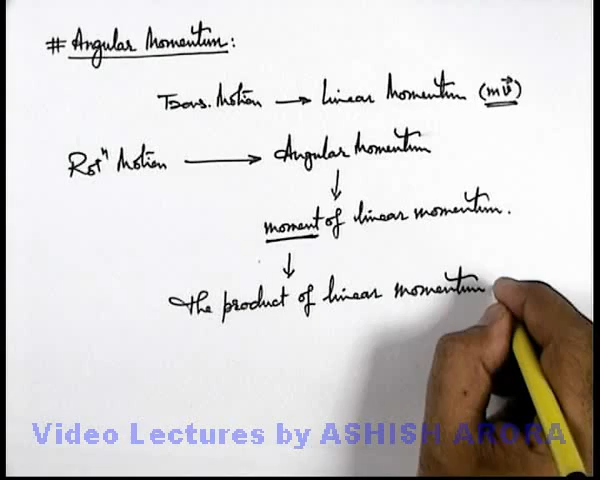 # Angular Momentum:
Trans. Motion → Linear Momentum (mv⃗)
Rotⁿ Motion → Angular Momentum
↓
moment of linear momentum.
↓
the product of linear momentum
Video Lectures by ASHISH ARORA